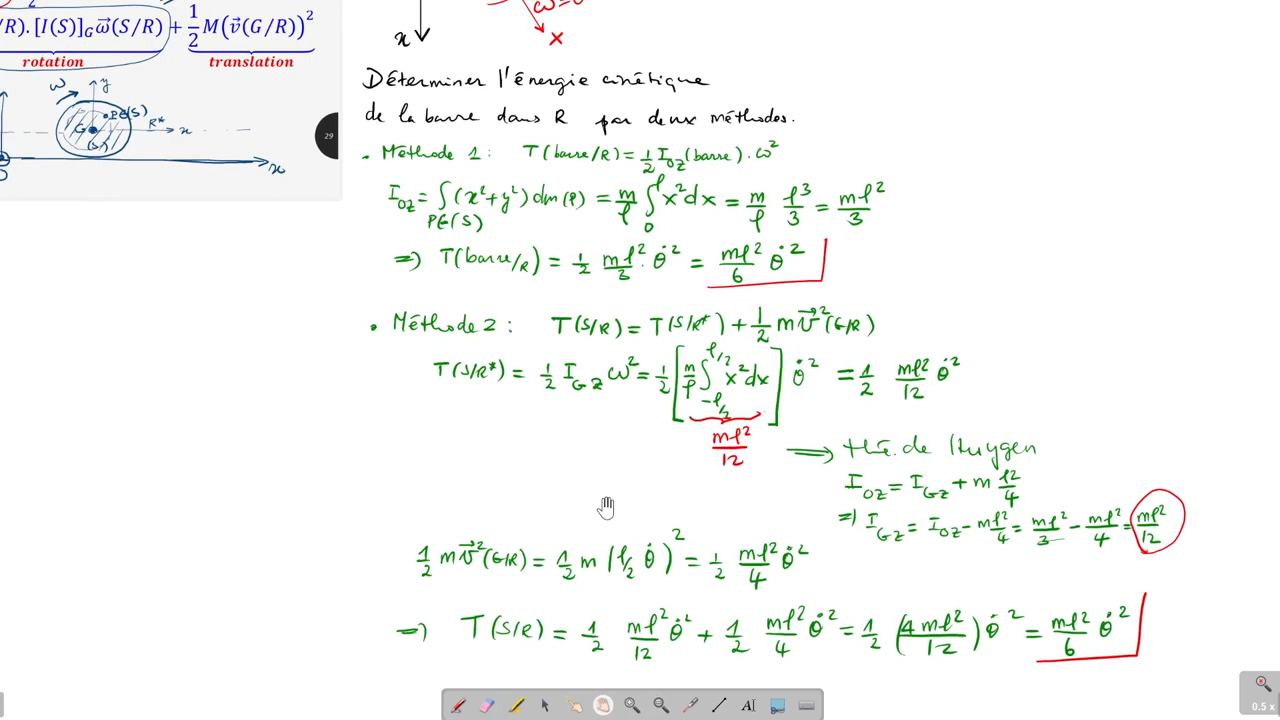 /R).[I(S)]_G ω⃗(S/R) + 1/2 M(v⃗(G/R))²
rotation translation
ω y
P∈(S)
G R* x
(S)
x
29
x
ω=θ̇
x
Déterminer l'énergie cinétique
de la barre dans R par deux méthodes.
• Méthode 1 : T(barre/R) = 1/2 I_OZ(barre).ω²
I_OZ = ∫_{P∈(S)} (x²+y²)dm(P) = m/l ∫_0^l x²dx = m/l l³/3 = ml²/3
=> T(barre/R) = 1/2 ml²/3 . θ̇² = ml²/6 θ̇²
• Méthode 2 : T(S/R) = T(S/R*) + 1/2 m v⃗²(G/R)
T(S/R*) = 1/2 I_GZ ω² = 1/2 [m/l ∫_{-l/2}^{l/2} x²dx] θ̇² = 1/2 ml²/12 θ̇²
ml²/12
=> thé. de Huygen
I_OZ = I_GZ + m l²/4
=> I_GZ = I_OZ - ml²/4 = ml²/3 - ml²/4 = ml²/12
1/2 m v⃗²(G/R) = 1/2 m (l/2 θ̇)² = 1/2 ml²/4 θ̇²
=> T(S/R) = 1/2 ml²/12 θ̇² + 1/2 ml²/4 θ̇² = 1/2 (4ml²/12) θ̇² = ml²/6 θ̇²
0.5 x